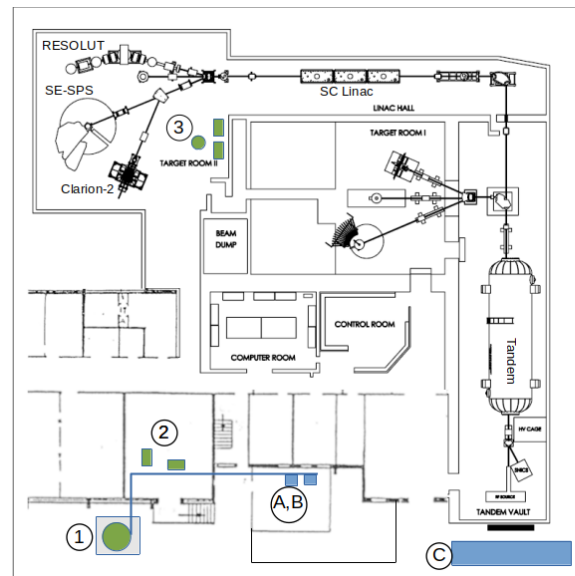 RESOLUT
SE-SPS
SC Linac
LINAC HALL
3
TARGET ROOM I
TARGET ROOM II
Clarion-2
BEAM
DUMP
CONTROL ROOM
COMPUTER ROOM
Tandem
HV CAGE
SNICS
RF SOURCE
TANDEM VAULT
2
A,B
1
C